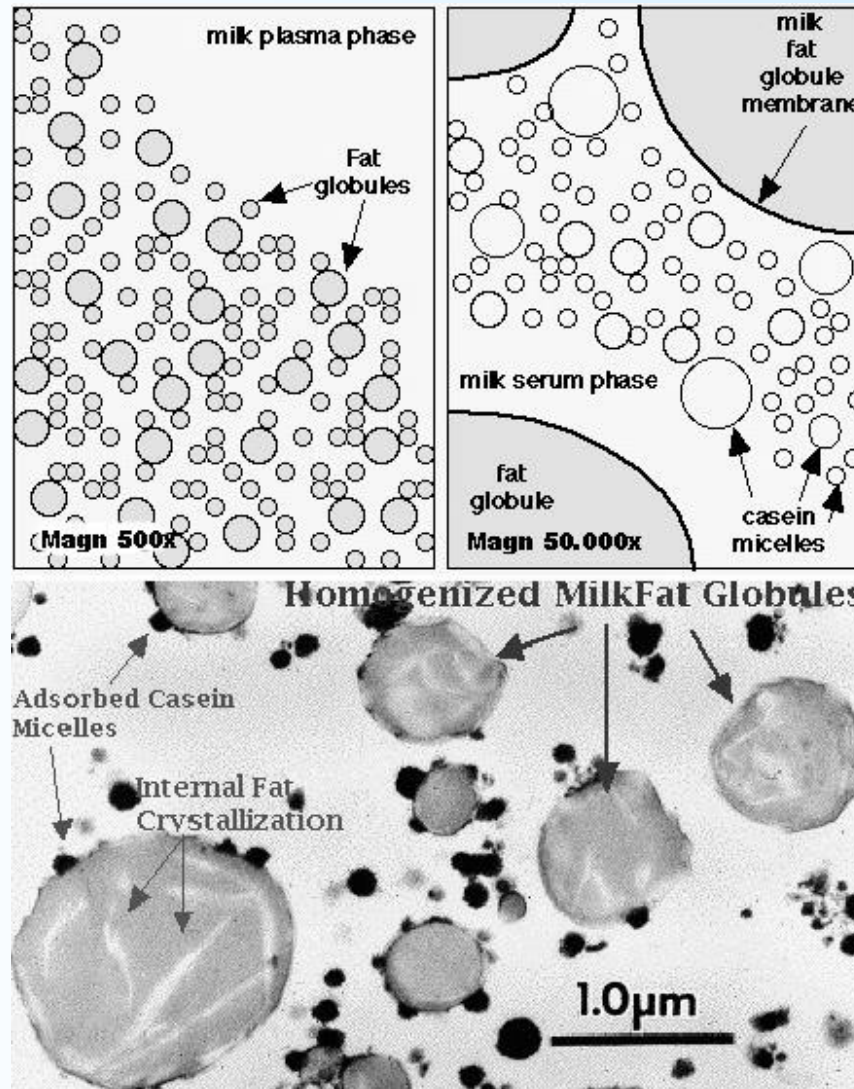 milk plasma phase
Fat
globules
Magn 500x
milk
fat
globule
membrane
milk serum phase
fat
globule
casein
micelles
Magn 50.000x
Homogenized MilkFat Globules
Adsorbed Casein
Micelles
Internal Fat
Crystallization
1.0µm